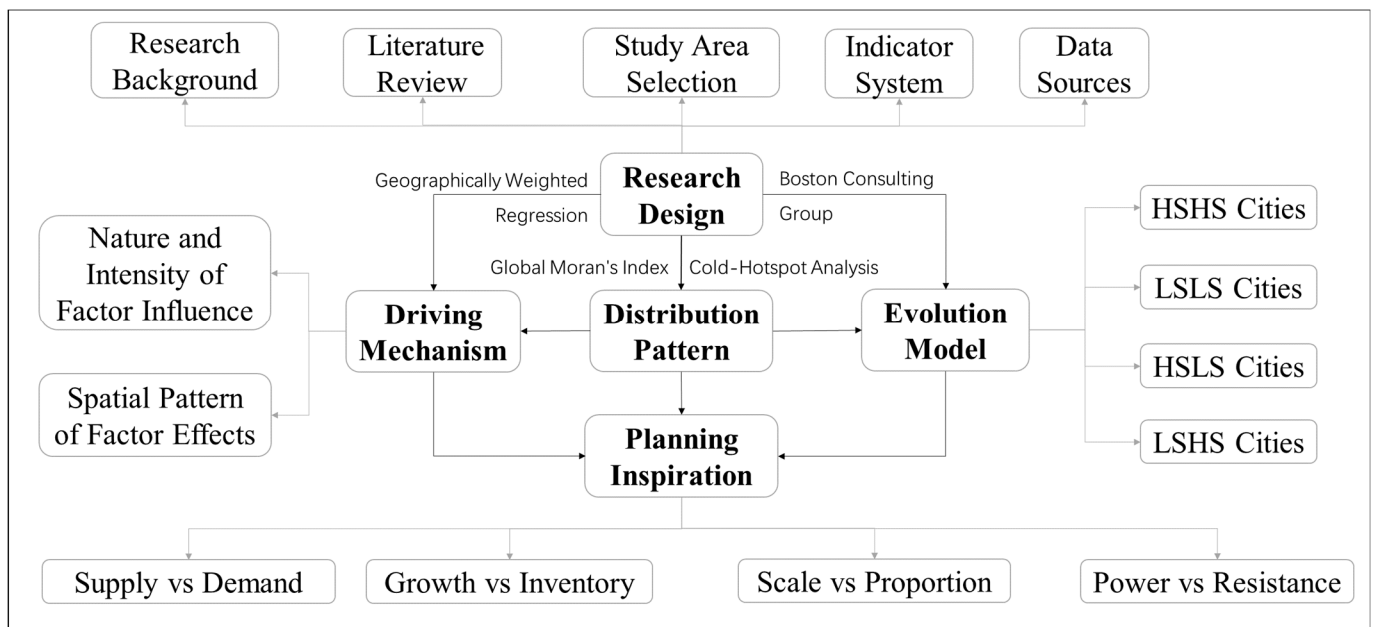 Research
Background
Literature
Review
Study Area
Selection
Indicator
System
Data
Sources
Geographically Weighted
Regression
Research
Design
Boston Consulting
Group
Global Moran's Index
Cold-Hotspot Analysis
Nature and
Intensity of
Factor Influence
Spatial Pattern
of Factor Effects
Driving
Mechanism
Distribution
Pattern
Evolution
Model
HSHS Cities
LSLS Cities
HSLS Cities
LSHS Cities
Planning
Inspiration
Supply vs Demand
Growth vs Inventory
Scale vs Proportion
Power vs Resistance